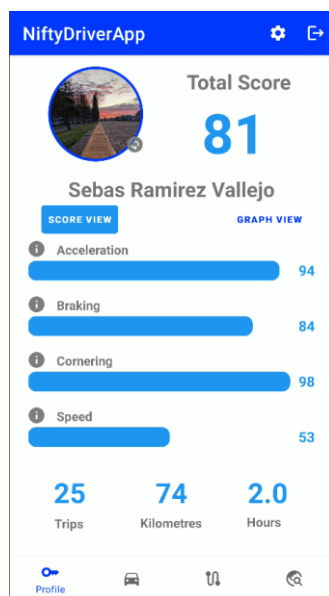 NiftyDriverApp
Total Score
81
Sebas Ramirez Vallejo
SCORE VIEW
GRAPH VIEW
Acceleration
94
Braking
84
Cornering
98
Speed
53
25 74 2.0
Trips Kilometres Hours
Profile